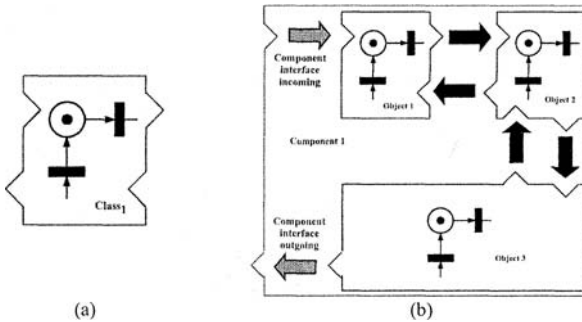 Component
interface
incoming
Object 1
Object 2
Component 1
Class1
Component
interface
outgoing
Object 3
(a)
(b)